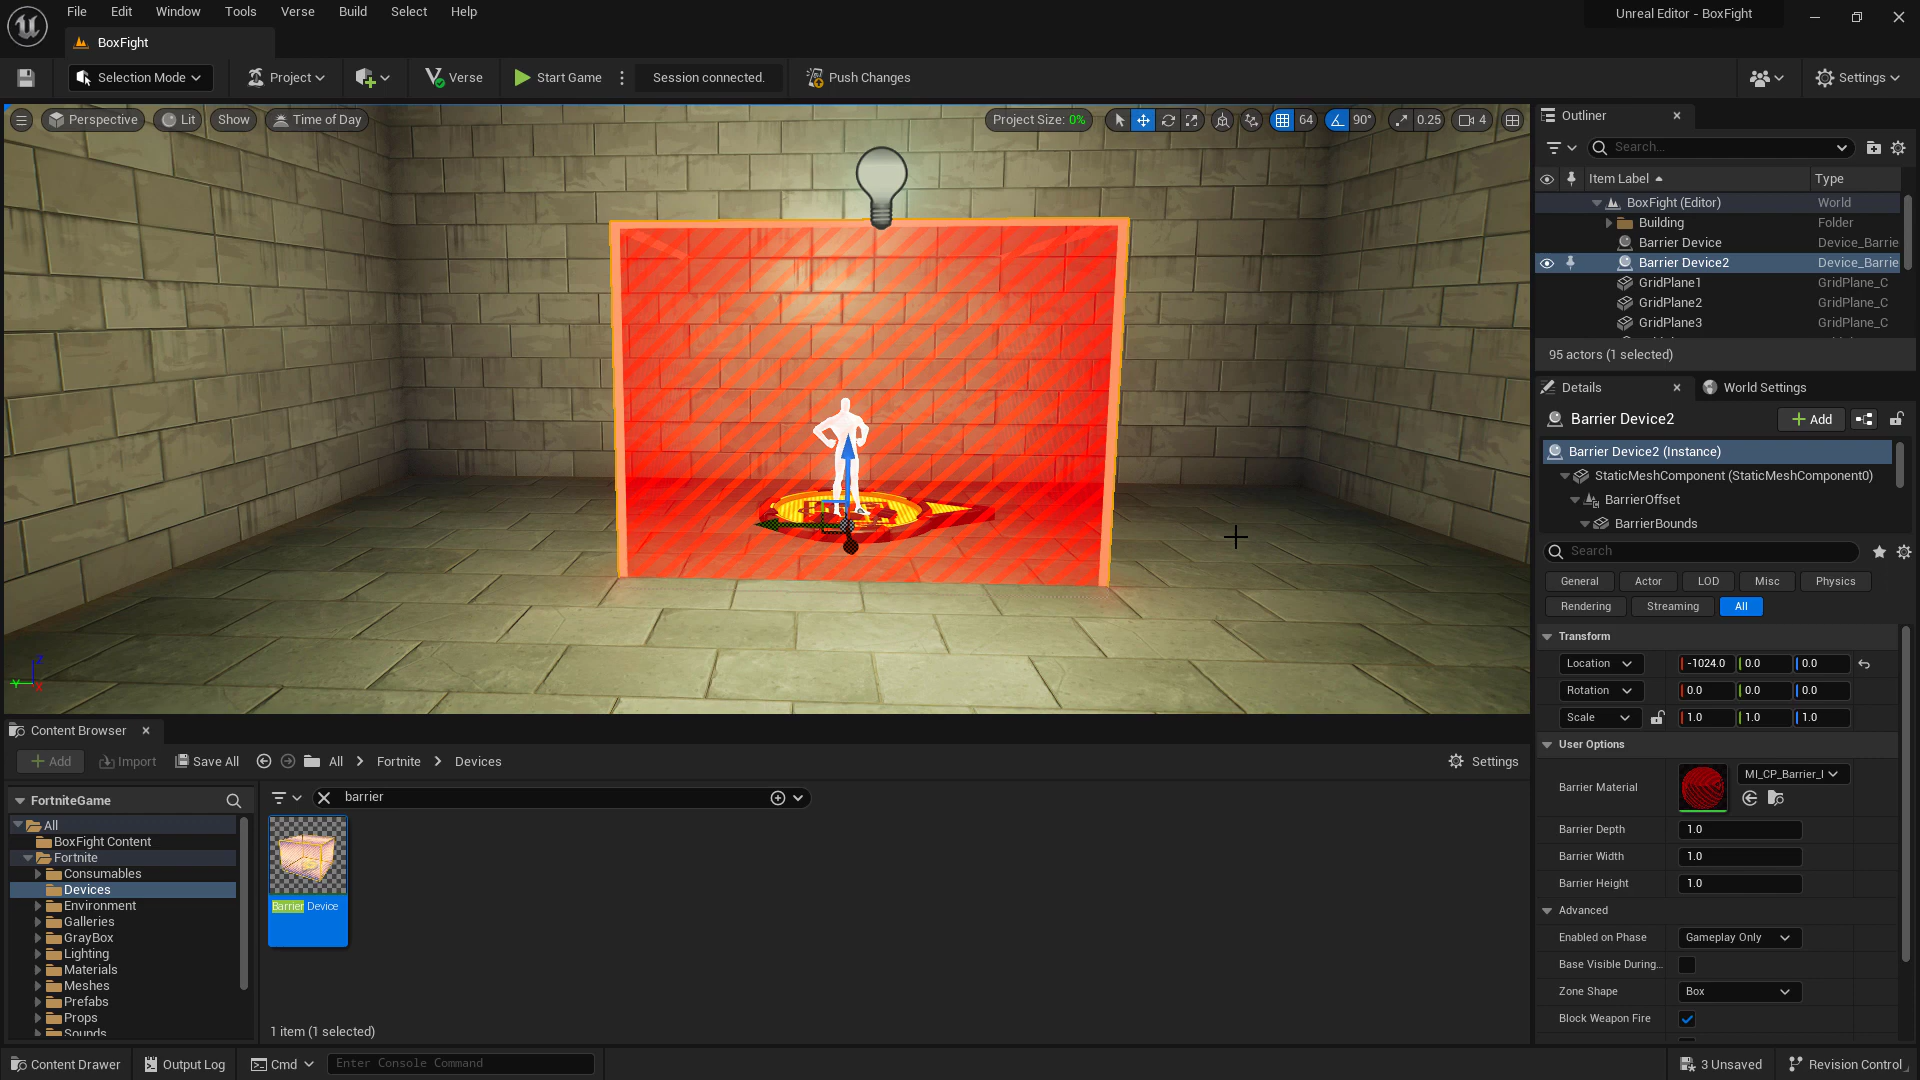 File Edit Window Tools Verse Build Select Help
Unreal Editor - BoxFight
BoxFight
Selection Mode
Project
Verse
Start Game
Session connected.
Push Changes
Settings
Perspective
Lit
Show
Time of Day
Project Size: 0%
64
90°
0.25
4
Outliner
Search...
Item Label
Type
BoxFight (Editor) World
Building Folder
Barrier Device Device_Barrie
Barrier Device2 Device_Barrie
GridPlane1 GridPlane_C
GridPlane2 GridPlane_C
GridPlane3 GridPlane_C
95 actors (1 selected)
Details
World Settings
Barrier Device2
Add
Barrier Device2 (Instance)
StaticMeshComponent (StaticMeshComponent0)
BarrierOffset
BarrierBounds
Search
General Actor LOD Misc Physics
Rendering Streaming All
Transform
Location -1024.0 0.0 0.0
Rotation 0.0 0.0 0.0
Scale 1.0 1.0 1.0
User Options
Barrier Material MI_CP_Barrier_
Barrier Depth 1.0
Barrier Width 1.0
Barrier Height 1.0
Advanced
Enabled on Phase Gameplay Only
Base Visible During...
Zone Shape Box
Block Weapon Fire
Content Browser
Add
Import
Save All
All > Fortnite > Devices
Settings
FortniteGame
All
BoxFight Content
Fortnite
Consumables
Devices
Environment
Galleries
GrayBox
Lighting
Materials
Meshes
Prefabs
Props
Sounds
barrier
Barrier Device
1 item (1 selected)
Content Drawer
Output Log
Cmd
Enter Console Command
3 Unsaved
Revision Control
Z
Y
X